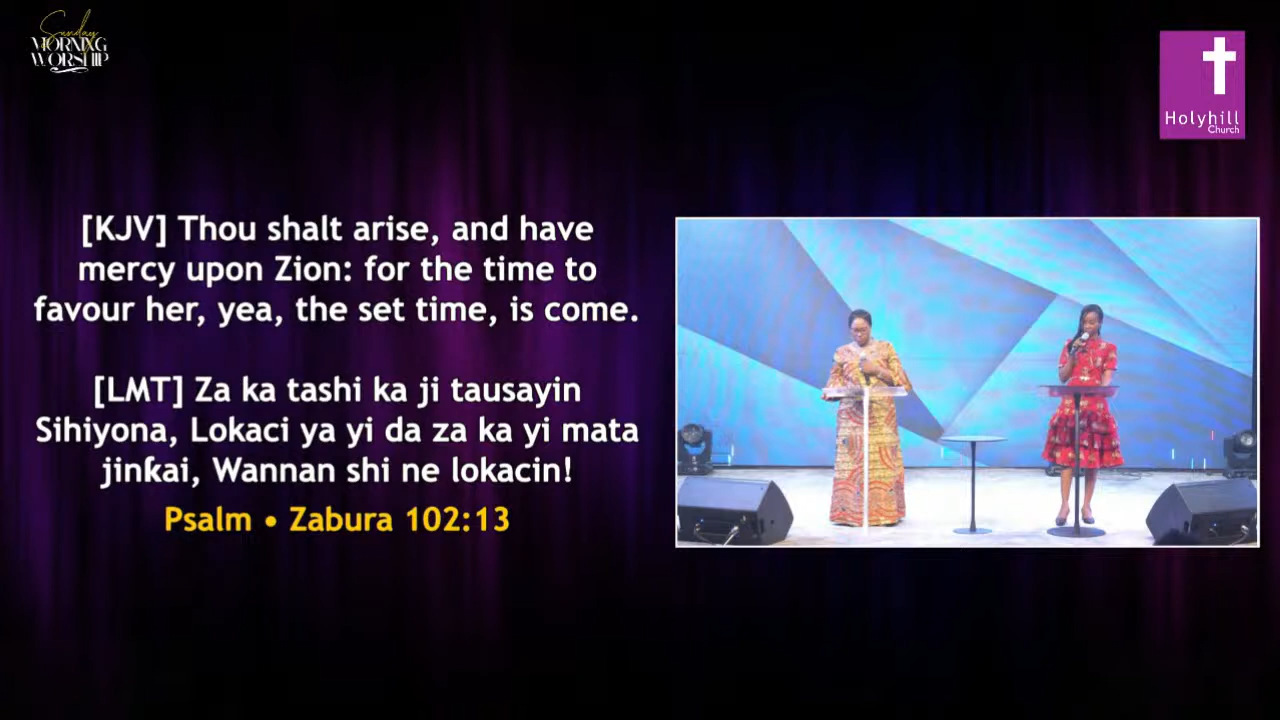 Sunday
MORNING
WORSHIP
Holyhill
Church
[KJV] Thou shalt arise, and have
mercy upon Zion: for the time to
favour her, yea, the set time, is come.
[LMT] Za ka tashi ka ji tausayin
Sihiyona, Lokaci ya yi da za ka yi mata
jinƙai, Wannan shi ne lokacin!
Psalm • Zabura 102:13